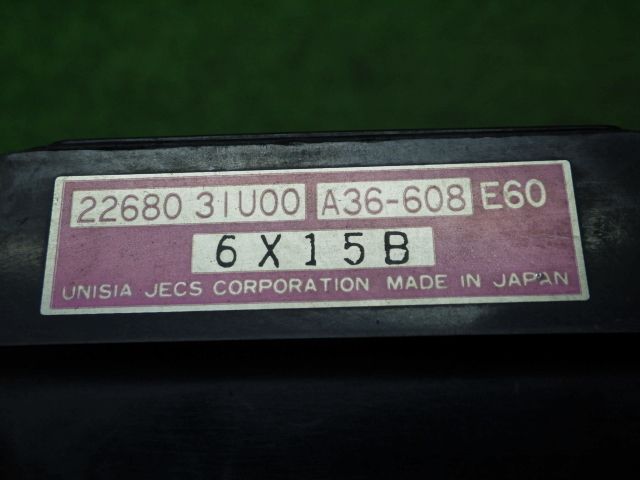 22680 31U00 A36-608 E60
6X15B
UNISIA JECS CORPORATION MADE IN JAPAN